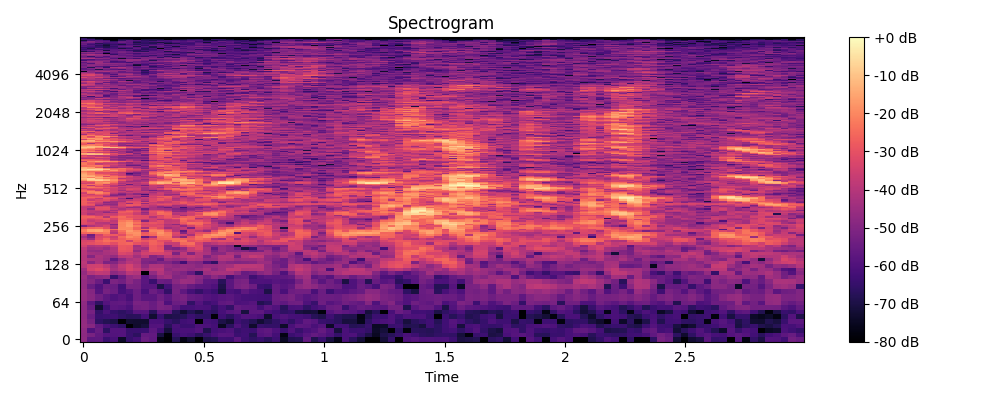 Spectrogram
4096
2048
1024
512
256
128
64
0
Hz
0
0.5
1
1.5
2
2.5
Time
+0 dB
-10 dB
-20 dB
-30 dB
-40 dB
-50 dB
-60 dB
-70 dB
-80 dB